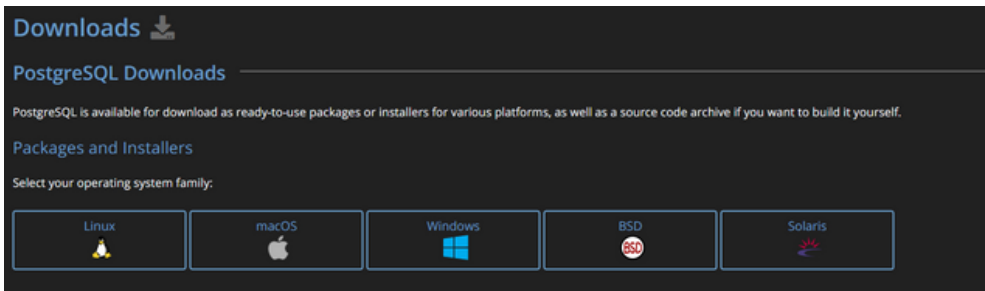 Downloads
PostgreSQL Downloads
PostgreSQL is available for download as ready-to-use packages or installers for various platforms, as well as a source code archive if you want to build it yourself.
Packages and Installers
Select your operating system family:
Linux macOS Windows BSD Solaris
BSD